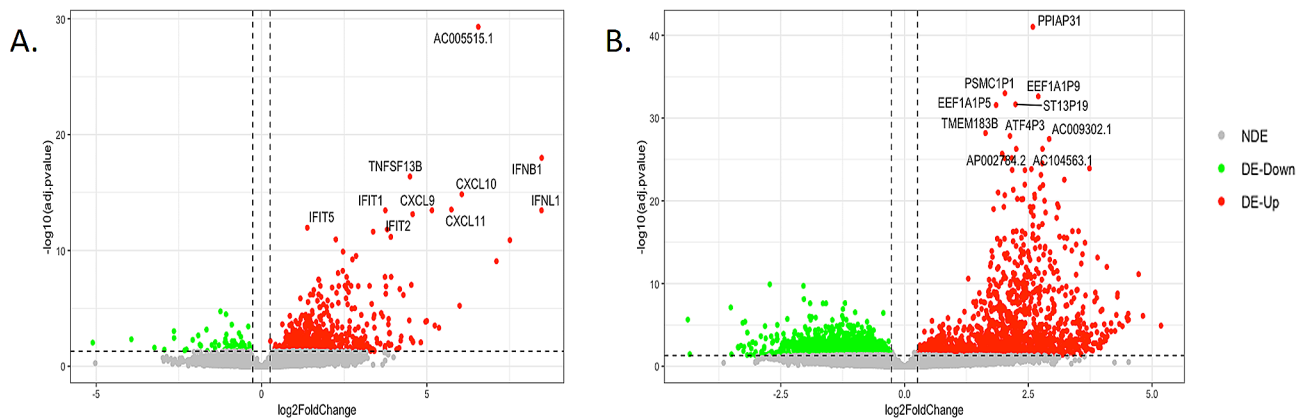 A.
30
20
10
0
-5
0
5
-log10(adj.pvalue)
log2FoldChange
AC005515.1
IFNB1
TNFSF13B
CXCL10
IFNL1
IFIT1
CXCL9
CXCL11
IFIT5
IFIT2
B.
40
30
20
10
0
-2.5
0.0
2.5
5.0
-log10(adj.pvalue)
log2FoldChange
PPIAP31
PSMC1P1
EEF1A1P9
EEF1A1P5
ST13P19
TMEM183B
ATF4P3
AC009302.1
AP002784.2
AC104563.1
NDE
DE-Down
DE-Up